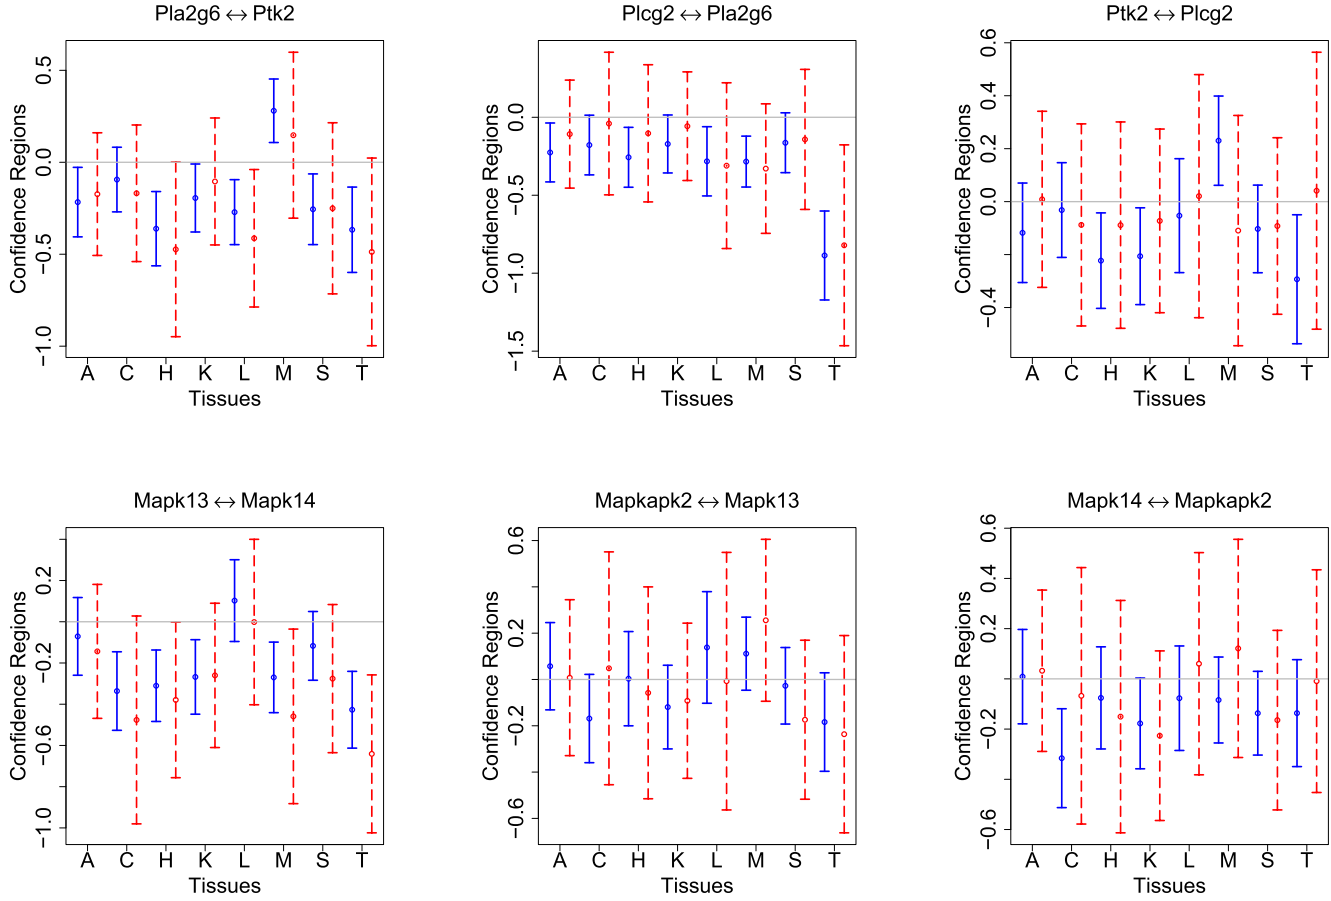 Pla2g6 ↔ Ptk2
Confidence Regions
0.5
0.0
−0.5
−1.0
A C H K L M S T
Tissues
Plcg2 ↔ Pla2g6
Confidence Regions
0.0
−0.5
−1.0
−1.5
A C H K L M S T
Tissues
Ptk2 ↔ Plcg2
Confidence Regions
0.6
0.4
0.2
0.0
−0.4
A C H K L M S T
Tissues
Mapk13 ↔ Mapk14
Confidence Regions
0.2
−0.2
−0.6
−1.0
A C H K L M S T
Tissues
Mapkapk2 ↔ Mapk13
Confidence Regions
0.6
0.2
−0.2
−0.6
A C H K L M S T
Tissues
Mapk14 ↔ Mapkapk2
Confidence Regions
0.6
0.4
0.2
−0.2
−0.6
A C H K L M S T
Tissues